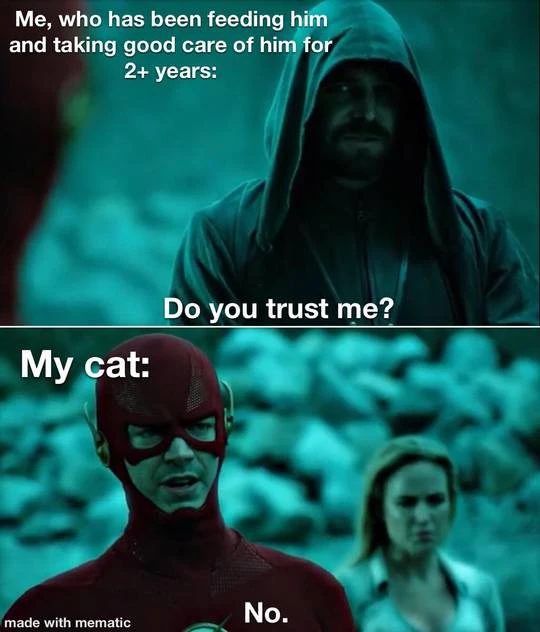 Me, who has been feeding him
and taking good care of him for
2+ years:
Do you trust me?
My cat:
No.
made with mematic